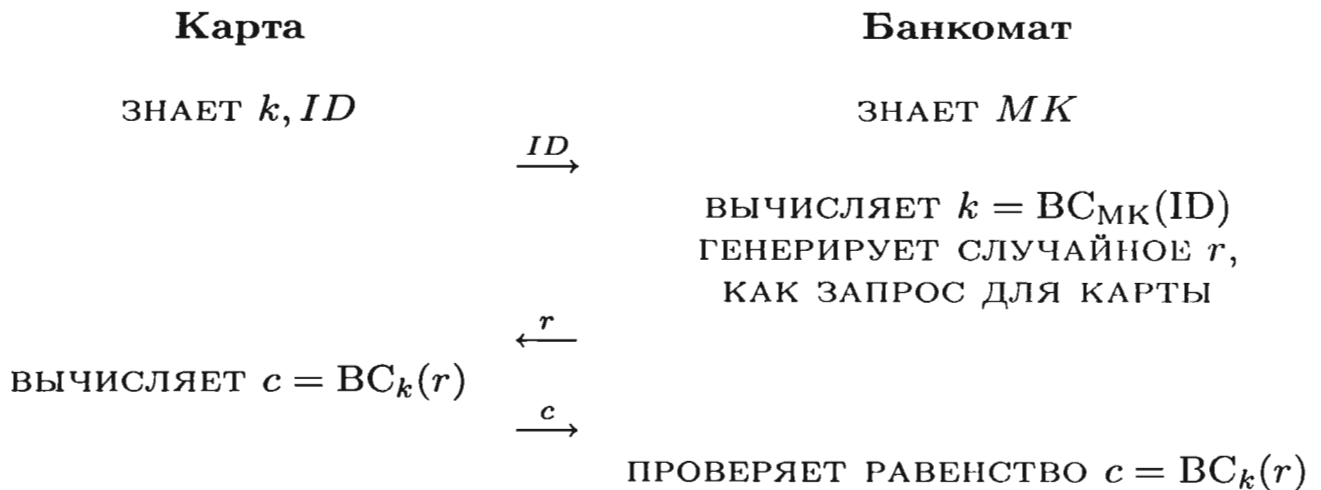 Карта Банкомат
ЗНАЕТ k, ID ЗНАЕТ MK
ID
→
ВЫЧИСЛЯЕТ k = BC_MK(ID)
ГЕНЕРИРУЕТ СЛУЧАЙНОЕ r,
КАК ЗАПРОС ДЛЯ КАРТЫ
r
←
ВЫЧИСЛЯЕТ c = BC_k(r)
c
→
ПРОВЕРЯЕТ РАВЕНСТВО c = BC_k(r)